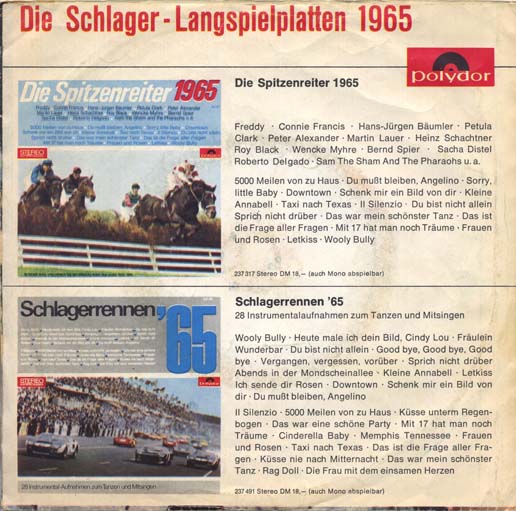 Die Schlager-Langspielplatten 1965
polydor
Die Spitzenreiter 1965
Die Spitzenreiter 1965
Freddy · Connie Francis · Hans-Jürgen Bäumler · Petula
Clark · Peter Alexander · Martin Lauer · Heinz Schachtner
Roy Black · Wencke Myhre · Bernd Spier · Sacha Distel
Roberto Delgado · Sam The Sham And The Pharaohs u. a.
5000 Meilen von zu Haus · Du mußt bleiben, Angelino · Sorry,
little Baby · Downtown · Schenk mir ein Bild von dir · Kleine
Annabell · Taxi nach Texas · Il Silenzio · Du bist nicht allein
Sprich nicht drüber · Das war mein schönster Tanz · Das ist
die Frage aller Fragen · Mit 17 hat man noch Träume · Frauen
und Rosen · Letkiss · Wooly Bully
237 317 Stereo DM 18,– (auch Mono abspielbar)
STEREO
Schlagerrennen '65
STEREO
28 Instrumental-Aufnahmen zum Tanzen und Mitsingen
Schlagerrennen '65
28 Instrumentalaufnahmen zum Tanzen und Mitsingen
Wooly Bully · Heute male ich dein Bild, Cindy Lou · Fräulein
Wunderbar · Du bist nicht allein · Good bye, Good bye, Good
bye · Vergangen, vergessen, vorüber · Sprich nicht drüber
Abends in der Mondscheinallee · Kleine Annabell · Letkiss
Ich sende dir Rosen · Downtown · Schenk mir ein Bild von
dir · Du mußt bleiben, Angelino
Il Silenzio · 5000 Meilen von zu Haus · Küsse unterm Regen-
bogen · Das war eine schöne Party · Mit 17 hat man noch
Träume · Cinderella Baby · Memphis Tennessee · Frauen
und Rosen · Taxi nach Texas · Das ist die Frage aller Fra-
gen · Küsse nie nach Mitternacht · Das war mein schönster
Tanz · Rag Doll · Die Frau mit dem einsamen Herzen
237 491 Stereo DM 18,– (auch Mono abspielbar)